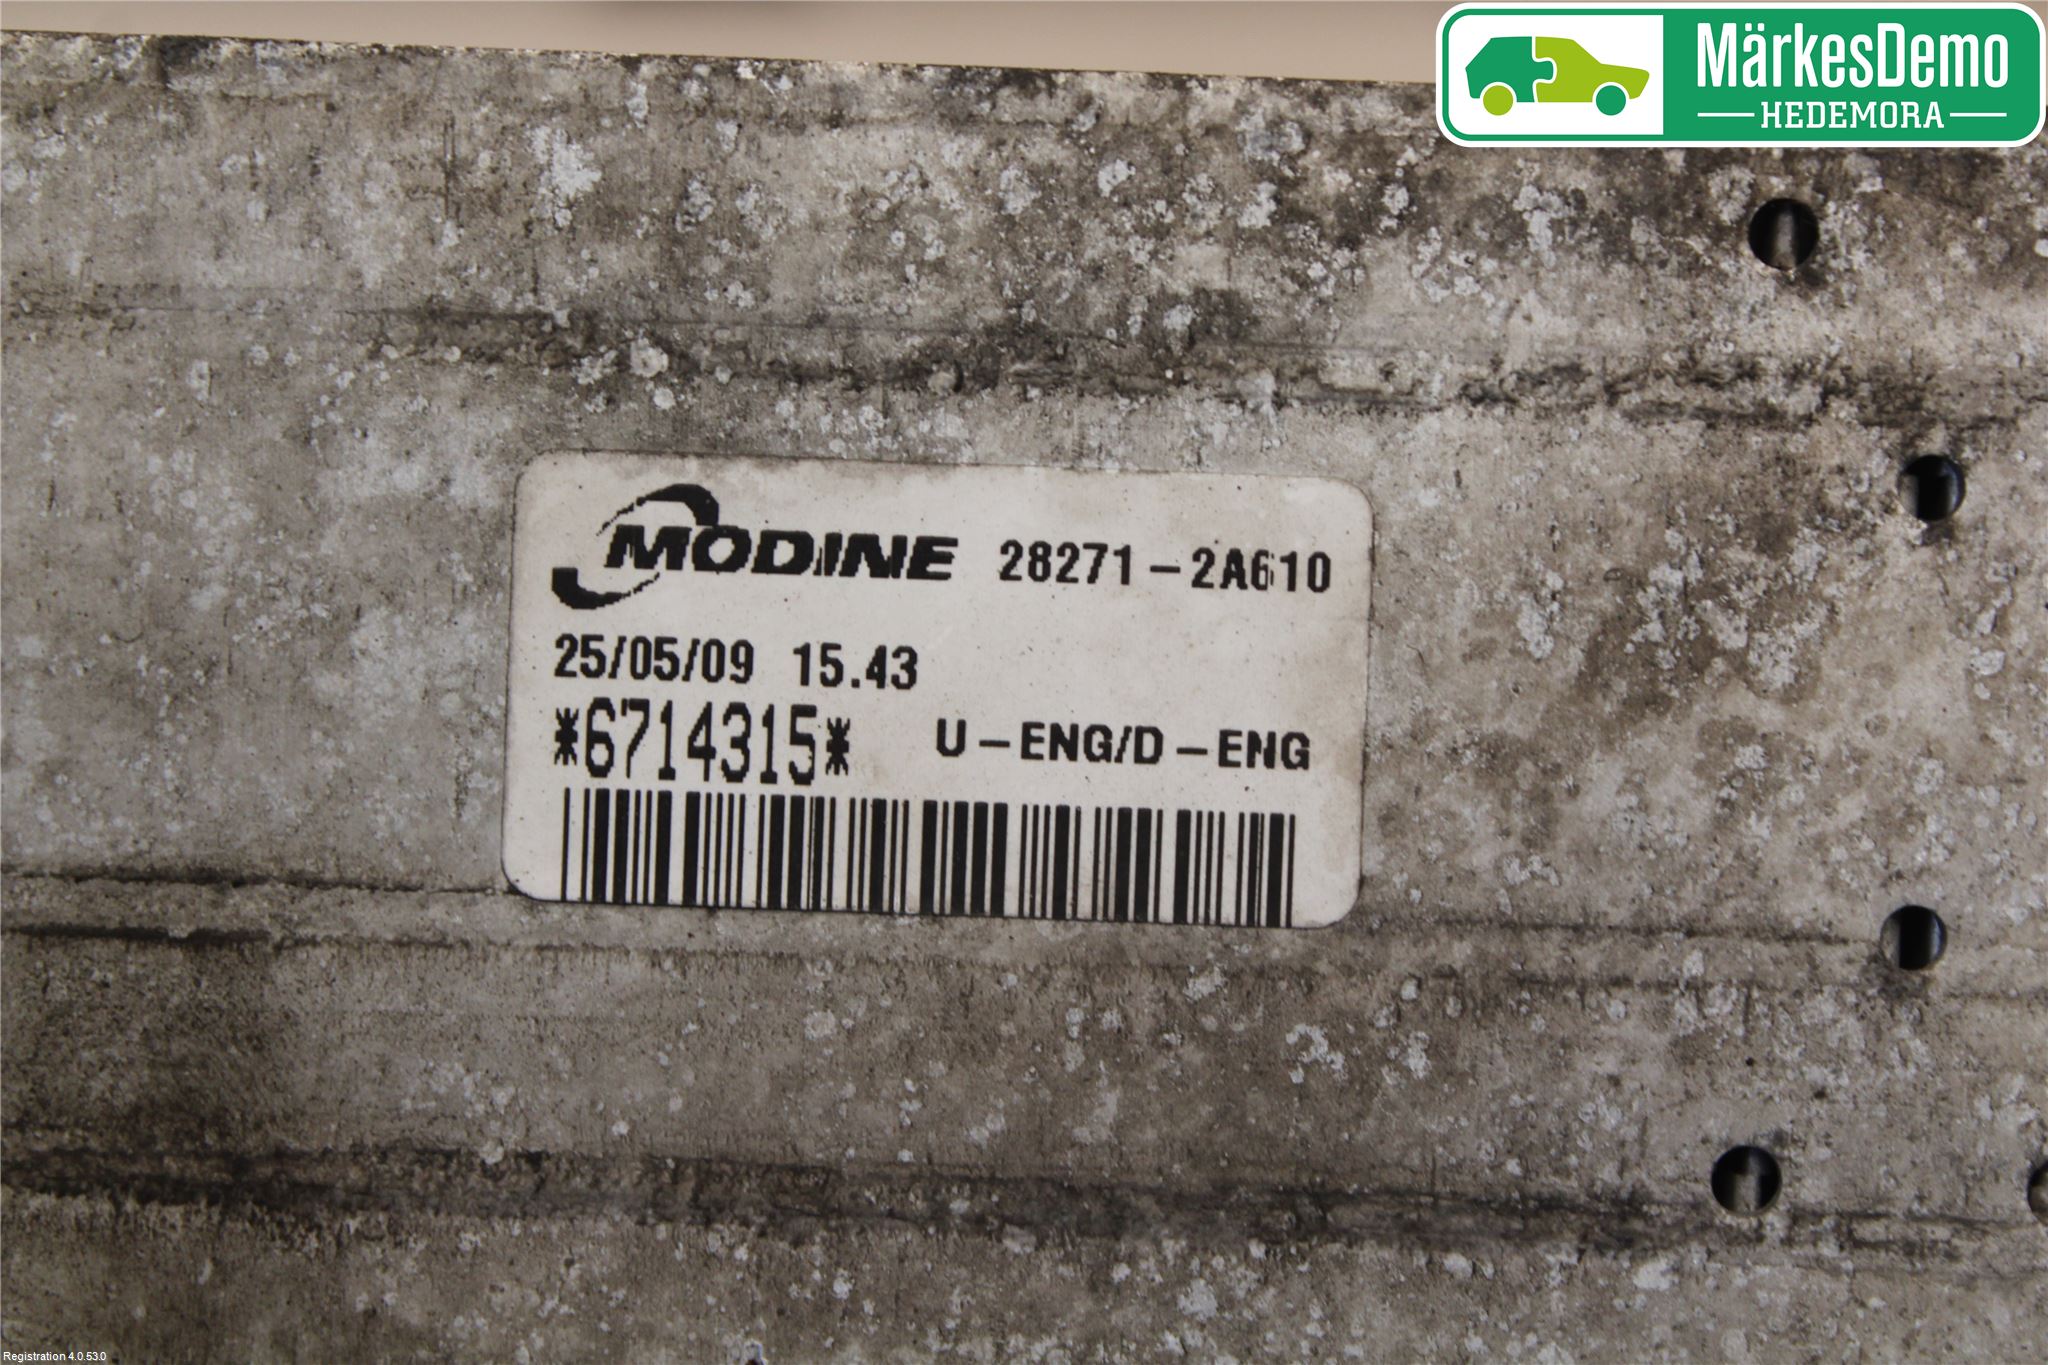 MärkesDemo
HEDEMORA
MODINE 28271-2A610
25/05/09 15.43
*6714315* U-ENG/D-ENG
Registration 4.0.53.0